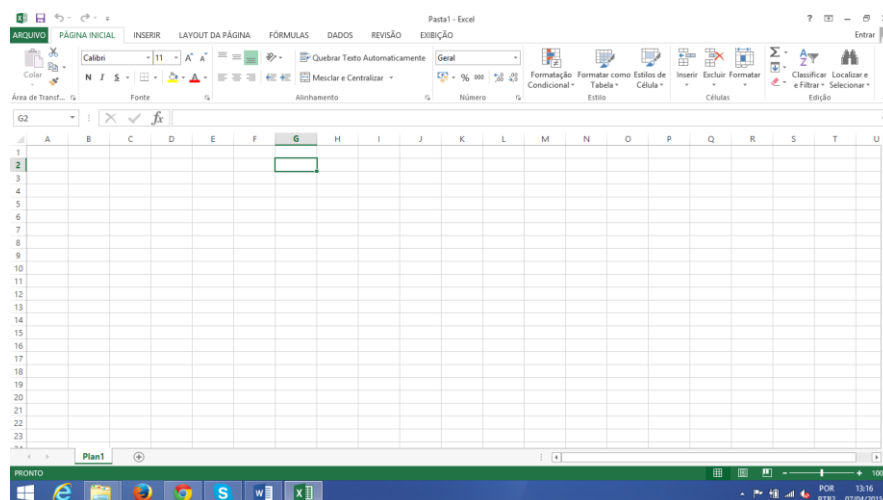 Pasta1 - Excel
ARQUIVO PÁGINA INICIAL INSERIR LAYOUT DA PÁGINA FÓRMULAS DADOS REVISÃO EXIBIÇÃO Entrar
Colar
Calibri 11
N I S
Quebrar Texto Automaticamente
Mesclar e Centralizar
Geral
% 000
Formatação Condicional
Formatar como Tabela
Estilos de Célula
Inserir Excluir Formatar
Classificar e Filtrar
Localizar e Selecionar
Área de Transf... Fonte Alinhamento Número Estilo Células Edição
G2 fx
A B C D E F G H I J K L M N O P Q R S T U
1
2
3
4
5
6
7
8
9
10
11
12
13
14
15
16
17
18
19
20
21
22
23
Plan1
PRONTO 100
POR 13:16
PTB2